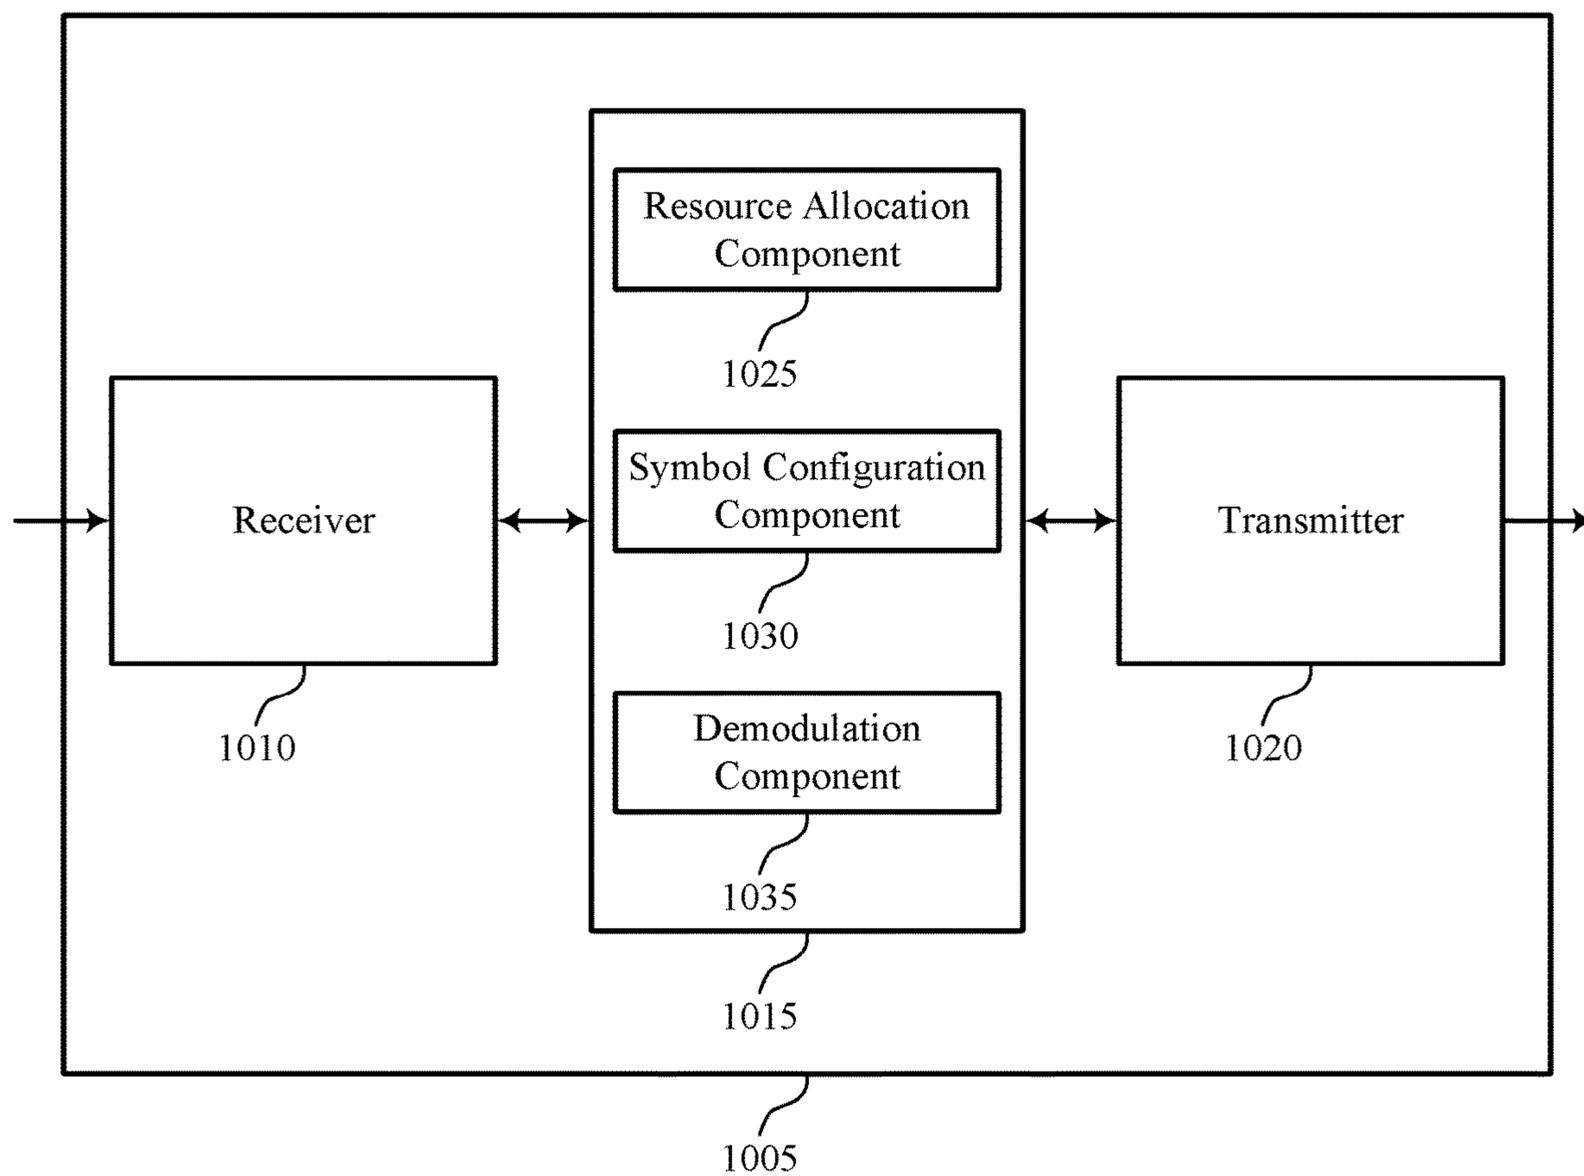 Resource Allocation
Component
1025
Symbol Configuration
Component
1030
Receiver
Transmitter
1010
1020
Demodulation
Component
1035
1015
1005